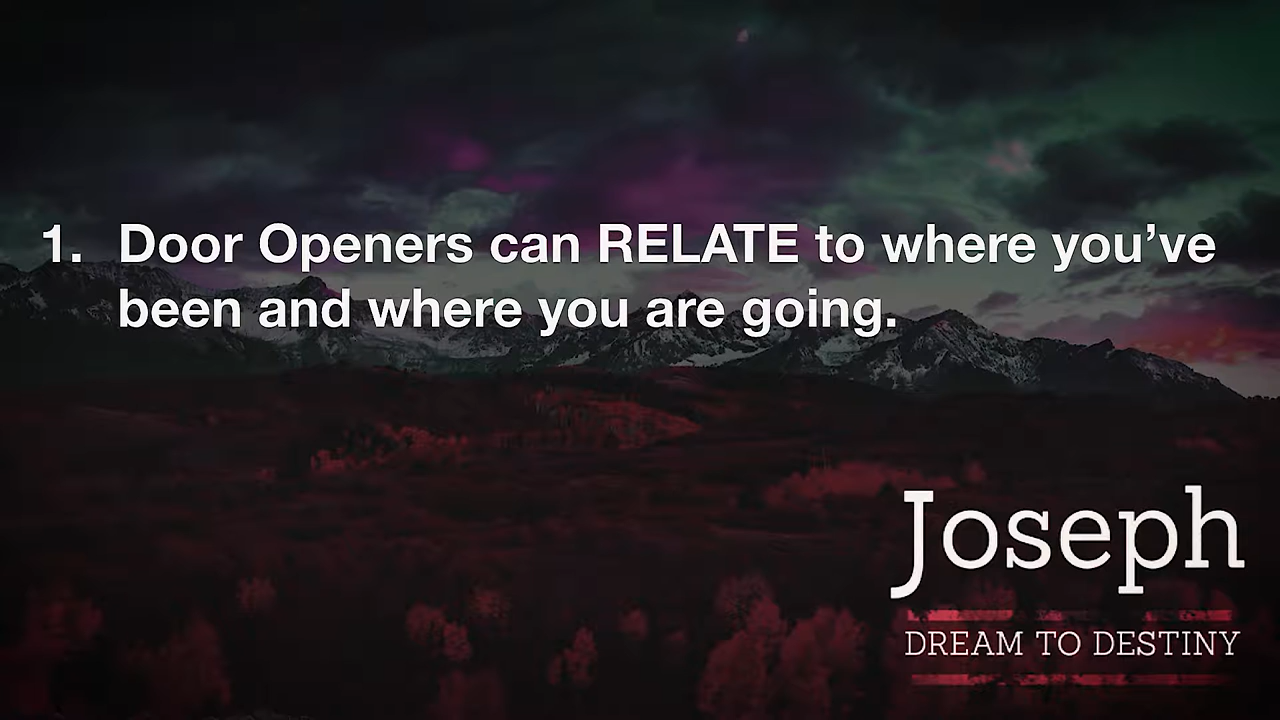 1. Door Openers can RELATE to where you’ve
been and where you are going.
Joseph
DREAM TO DESTINY